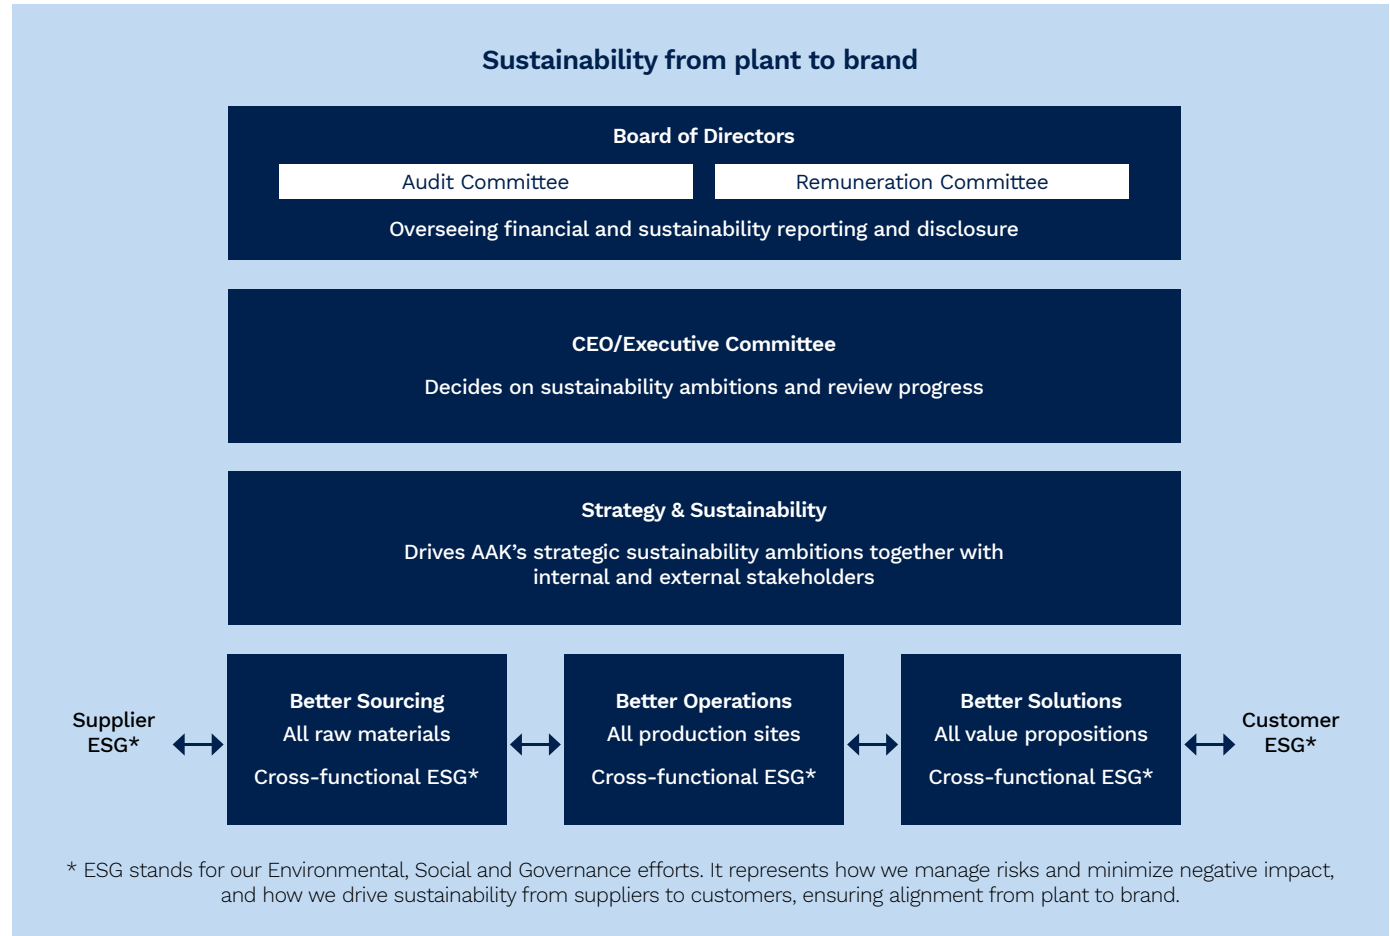 Sustainability from plant to brand
Board of Directors
Audit Committee
Remuneration Committee
Overseeing financial and sustainability reporting and disclosure
CEO/Executive Committee
Decides on sustainability ambitions and review progress
Strategy & Sustainability
Drives AAK’s strategic sustainability ambitions together with
internal and external stakeholders
Supplier
ESG*
Better Sourcing
All raw materials
Cross-functional ESG*
Better Operations
All production sites
Cross-functional ESG*
Better Solutions
All value propositions
Cross-functional ESG*
Customer
ESG*
* ESG stands for our Environmental, Social and Governance efforts. It represents how we manage risks and minimize negative impact,
and how we drive sustainability from suppliers to customers, ensuring alignment from plant to brand.